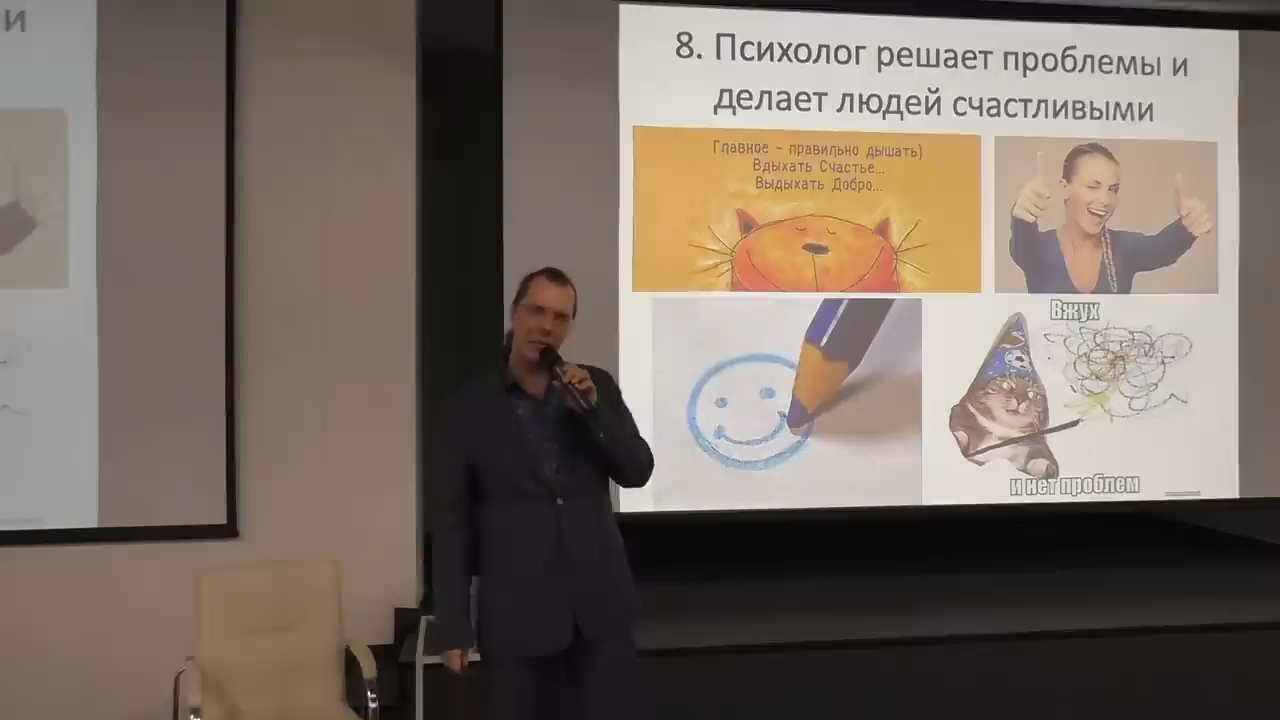 и
8. Психолог решает проблемы и
делает людей счастливыми
Главное - правильно дышать)
Вдыхать Счастье...
Выдыхать Добро...
Вжух
и нет проблем